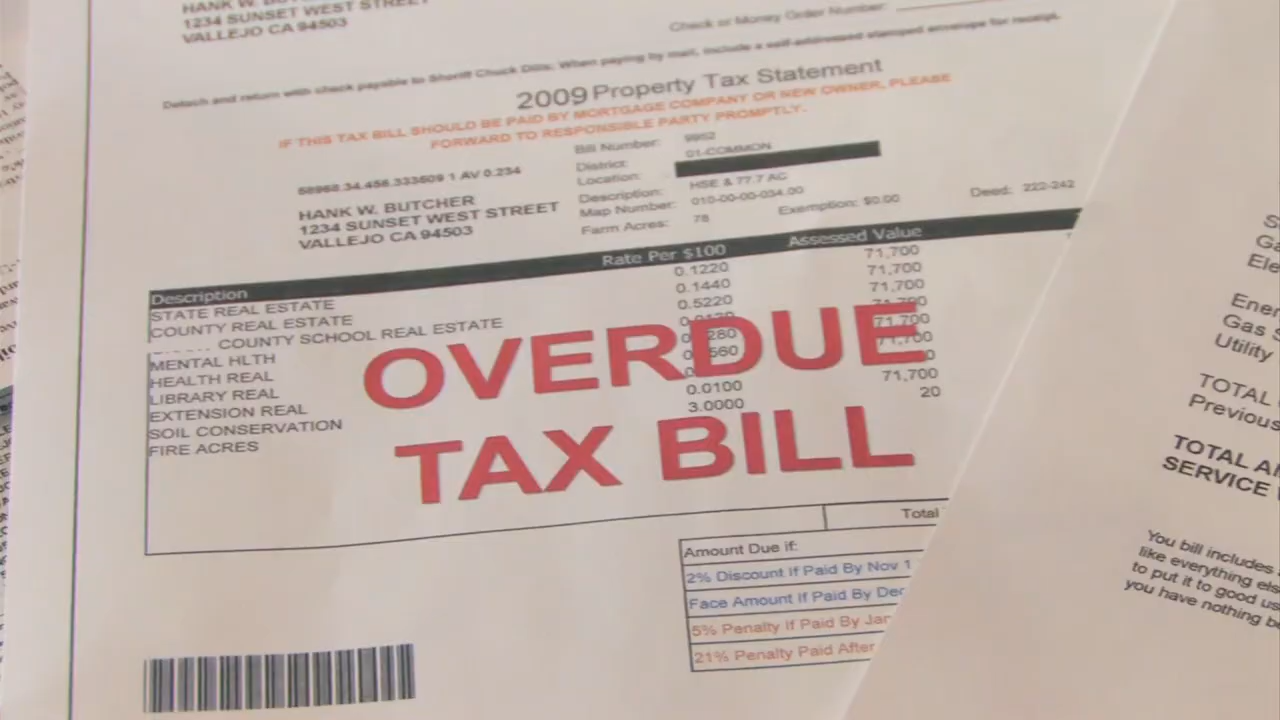 HANK W. BUTCHER
1234 SUNSET WEST STREET
VALLEJO CA 94503
Check or Money Order Number:
Detach and return with check payable to Sheriff Chuck Dills. When paying by mail, include a self-addressed stamped envelope for receipt.
2009 Property Tax Statement
IF THIS TAX BILL SHOULD BE PAID BY MORTGAGE COMPANY OR NEW OWNER, PLEASE
FORWARD TO RESPONSIBLE PARTY PROMPTLY.
58968.34.456.333509 1 AV 0.234
HANK W. BUTCHER
1234 SUNSET WEST STREET
VALLEJO CA 94503
Bill Number: 9952
District: 01-COMMON
Location:
Description: HSE & 77.7 AC
Map Number: 010-00-00-034.00
Farm Acres: 78 Exemption: $0.00 Deed: 222-242
Description Rate Per $100 Assessed Value
STATE REAL ESTATE 0.1220 71,700
COUNTY REAL ESTATE 0.1440 71,700
COUNTY SCHOOL REAL ESTATE 0.5220 71,700
MENTAL HLTH 71,700
HEALTH REAL 71,700
LIBRARY REAL
EXTENSION REAL 0.0100 71,700
SOIL CONSERVATION 3.0000 20
FIRE ACRES
OVERDUE
TAX BILL
Total
Amount Due if:
2% Discount If Paid By Nov 1
Face Amount If Paid By Dec
5% Penalty If Paid By Jan
21% Penalty Paid After
Gas
Utility
TOTAL
Previous
TOTAL
SERVICE
You bill includes
like everything
to put it to good
you have nothing